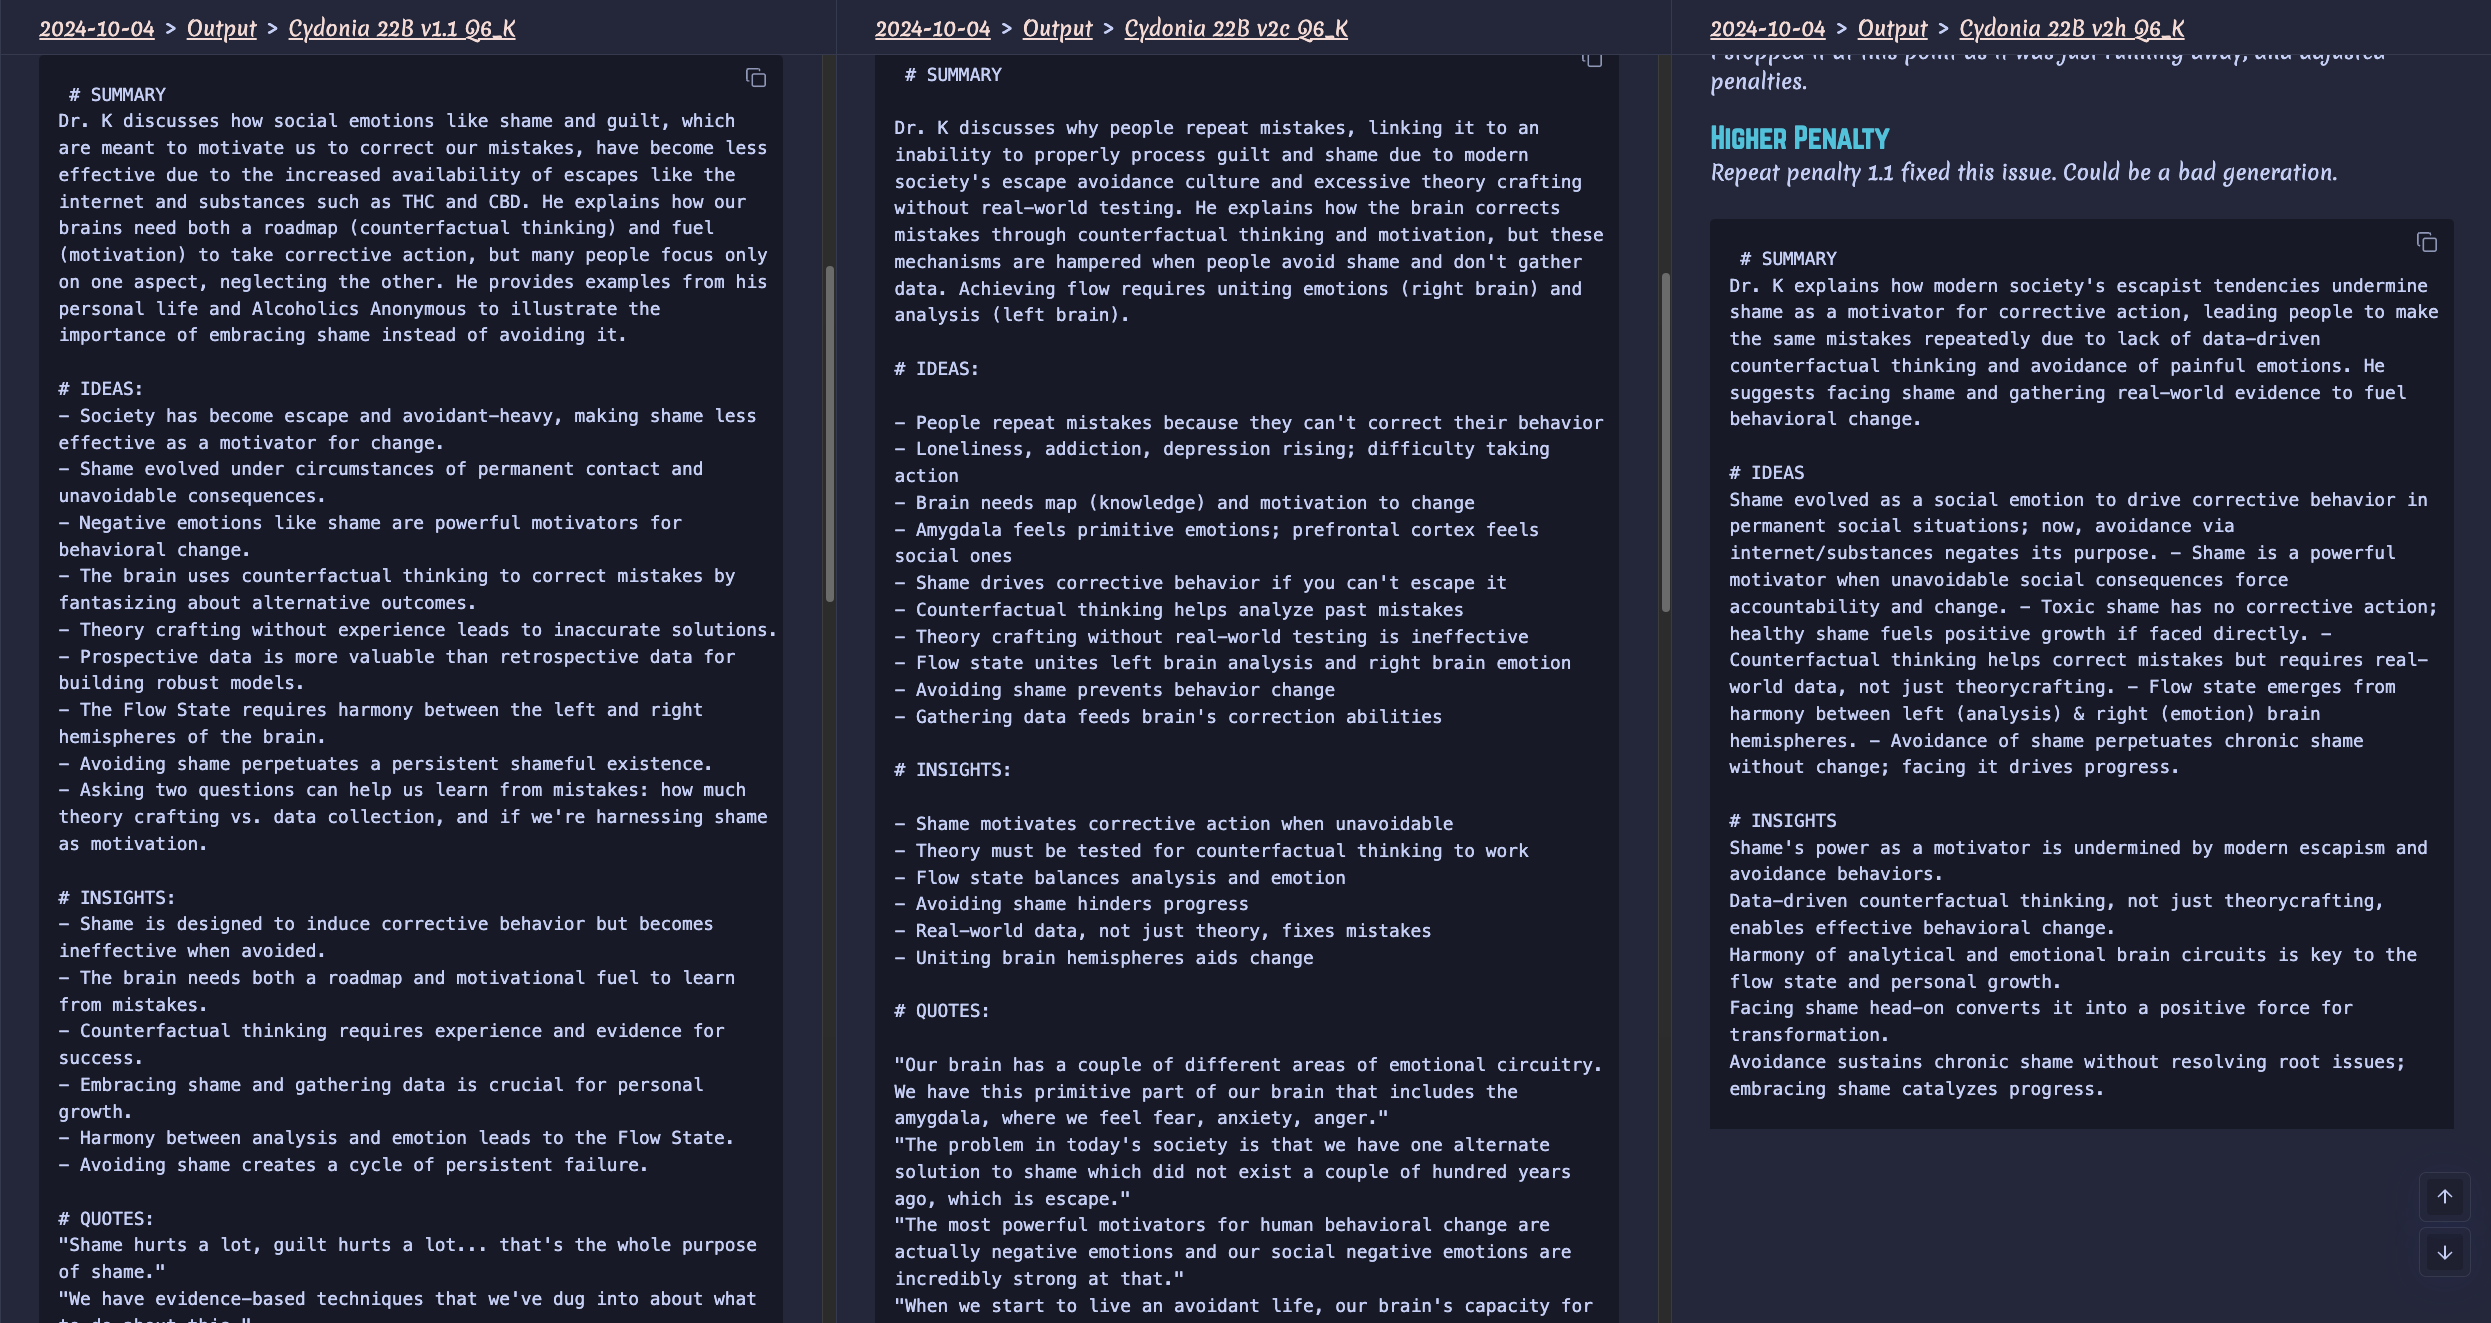 2024-10-04 > Output > Cydonia 22B v1.1 Q6_K
# SUMMARY
Dr. K discusses how social emotions like shame and guilt, which
are meant to motivate us to correct our mistakes, have become less
effective due to the increased availability of escapes like the
internet and substances such as THC and CBD. He explains how our
brains need both a roadmap (counterfactual thinking) and fuel
(motivation) to take corrective action, but many people focus only
on one aspect, neglecting the other. He provides examples from his
personal life and Alcoholics Anonymous to illustrate the
importance of embracing shame instead of avoiding it.
# IDEAS:
- Society has become escape and avoidant-heavy, making shame less
effective as a motivator for change.
- Shame evolved under circumstances of permanent contact and
unavoidable consequences.
- Negative emotions like shame are powerful motivators for
behavioral change.
- The brain uses counterfactual thinking to correct mistakes by
fantasizing about alternative outcomes.
- Theory crafting without experience leads to inaccurate solutions.
- Prospective data is more valuable than retrospective data for
building robust models.
- The Flow State requires harmony between the left and right
hemispheres of the brain.
- Avoiding shame perpetuates a persistent shameful existence.
- Asking two questions can help us learn from mistakes: how much
theory crafting vs. data collection, and if we're harnessing shame
as motivation.
# INSIGHTS:
- Shame is designed to induce corrective behavior but becomes
ineffective when avoided.
- The brain needs both a roadmap and motivational fuel to learn
from mistakes.
- Counterfactual thinking requires experience and evidence for
success.
- Embracing shame and gathering data is crucial for personal
growth.
- Harmony between analysis and emotion leads to the Flow State.
- Avoiding shame creates a cycle of persistent failure.
# QUOTES:
"Shame hurts a lot, guilt hurts a lot... that's the whole purpose
of shame."
"We have evidence-based techniques that we've dug into about what
to do about this."
2024-10-04 > Output > Cydonia 22B v2c Q6_K
# SUMMARY
Dr. K discusses why people repeat mistakes, linking it to an
inability to properly process guilt and shame due to modern
society's escape avoidance culture and excessive theory crafting
without real-world testing. He explains how the brain corrects
mistakes through counterfactual thinking and motivation, but these
mechanisms are hampered when people avoid shame and don't gather
data. Achieving flow requires uniting emotions (right brain) and
analysis (left brain).
# IDEAS:
- People repeat mistakes because they can't correct their behavior
- Loneliness, addiction, depression rising; difficulty taking
action
- Brain needs map (knowledge) and motivation to change
- Amygdala feels primitive emotions; prefrontal cortex feels
social ones
- Shame drives corrective behavior if you can't escape it
- Counterfactual thinking helps analyze past mistakes
- Theory crafting without real-world testing is ineffective
- Flow state unites left brain analysis and right brain emotion
- Avoiding shame prevents behavior change
- Gathering data feeds brain's correction abilities
# INSIGHTS:
- Shame motivates corrective action when unavoidable
- Theory must be tested for counterfactual thinking to work
- Flow state balances analysis and emotion
- Avoiding shame hinders progress
- Real-world data, not just theory, fixes mistakes
- Uniting brain hemispheres aids change
# QUOTES:
"Our brain has a couple of different areas of emotional circuitry.
We have this primitive part of our brain that includes the
amygdala, where we feel fear, anxiety, anger."
"The problem in today's society is that we have one alternate
solution to shame which did not exist a couple of hundred years
ago, which is escape."
"The most powerful motivators for human behavioral change are
actually negative emotions and our social negative emotions are
incredibly strong at that."
"When we start to live an avoidant life, our brain's capacity for
2024-10-04 > Output > Cydonia 22B v2h Q6_K
I stopped it at this point as it was just running away, and adjusted
penalties.
HIGHER PENALTY
Repeat penalty 1.1 fixed this issue. Could be a bad generation.
# SUMMARY
Dr. K explains how modern society's escapist tendencies undermine
shame as a motivator for corrective action, leading people to make
the same mistakes repeatedly due to lack of data-driven
counterfactual thinking and avoidance of painful emotions. He
suggests facing shame and gathering real-world evidence to fuel
behavioral change.
# IDEAS
Shame evolved as a social emotion to drive corrective behavior in
permanent social situations; now, avoidance via
internet/substances negates its purpose. - Shame is a powerful
motivator when unavoidable social consequences force
accountability and change. - Toxic shame has no corrective action;
healthy shame fuels positive growth if faced directly. -
Counterfactual thinking helps correct mistakes but requires real-
world data, not just theorycrafting. - Flow state emerges from
harmony between left (analysis) & right (emotion) brain
hemispheres. - Avoidance of shame perpetuates chronic shame
without change; facing it drives progress.
# INSIGHTS
Shame's power as a motivator is undermined by modern escapism and
avoidance behaviors.
Data-driven counterfactual thinking, not just theorycrafting,
enables effective behavioral change.
Harmony of analytical and emotional brain circuits is key to the
flow state and personal growth.
Facing shame head-on converts it into a positive force for
transformation.
Avoidance sustains chronic shame without resolving root issues;
embracing shame catalyzes progress.